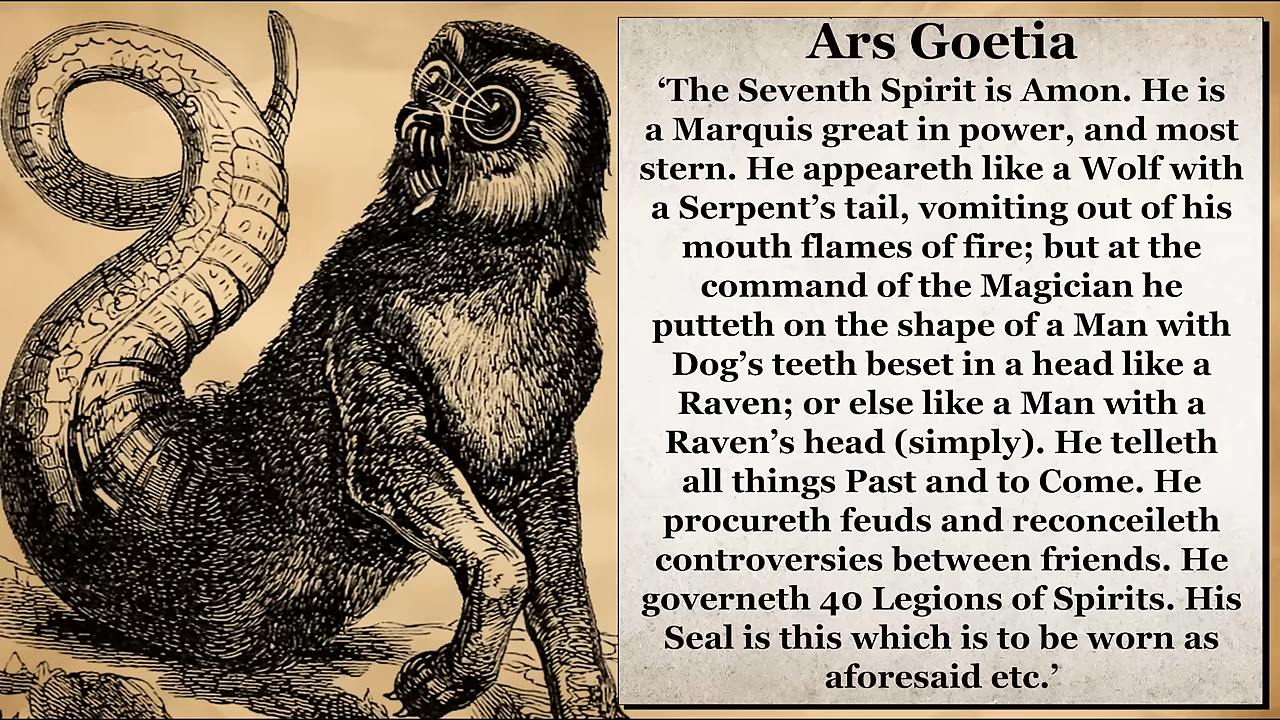 Ars Goetia
‘The Seventh Spirit is Amon. He is
a Marquis great in power, and most
stern. He appeareth like a Wolf with
a Serpent’s tail, vomiting out of his
mouth flames of fire; but at the
command of the Magician he
putteth on the shape of a Man with
Dog’s teeth beset in a head like a
Raven; or else like a Man with a
Raven’s head (simply). He telleth
all things Past and to Come. He
procureth feuds and reconceileth
controversies between friends. He
governeth 40 Legions of Spirits. His
Seal is this which is to be worn as
aforesaid etc.’